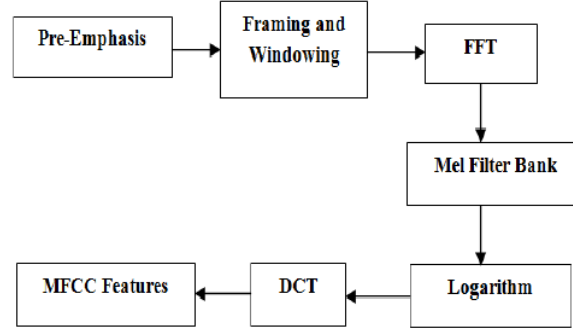 Pre-Emphasis
Framing and
Windowing
FFT
Mel Filter Bank
Logarithm
DCT
MFCC Features